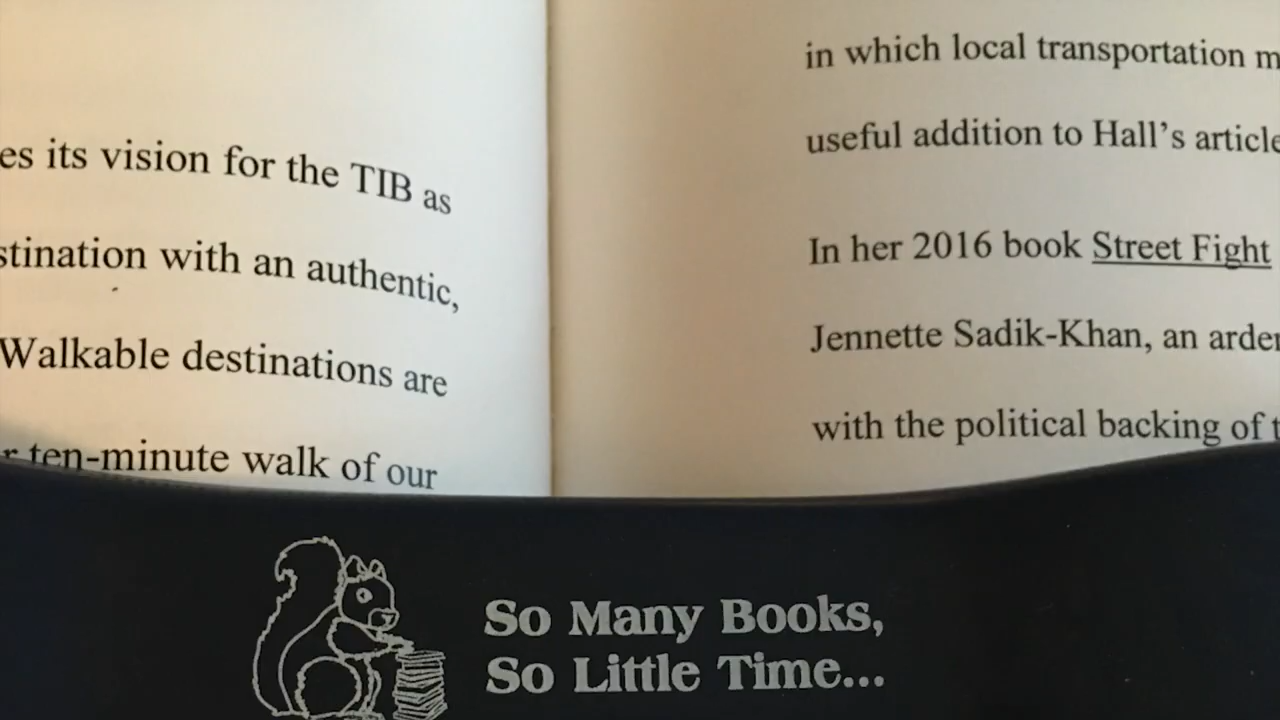 es its vision for the TIB as
stination with an authentic,
Walkable destinations are
r ten-minute walk of our
in which local transportation m
useful addition to Hall's article
In her 2016 book Street Fight
Jennette Sadik-Khan, an arden
with the political backing of t
So Many Books,
So Little Time...